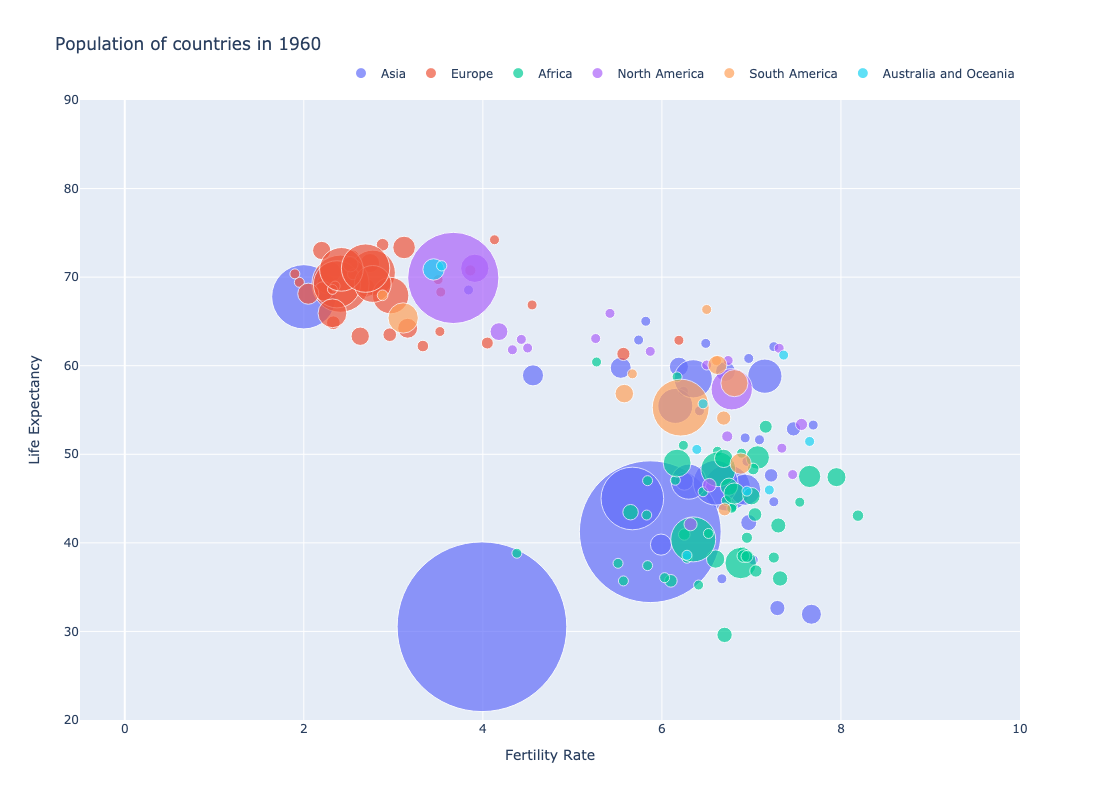 Population of countries in 1960
Asia Europe Africa North America South America Australia and Oceania
90
80
70
60
50
40
30
20
Life Expectancy
0 2 4 6 8 10
Fertility Rate